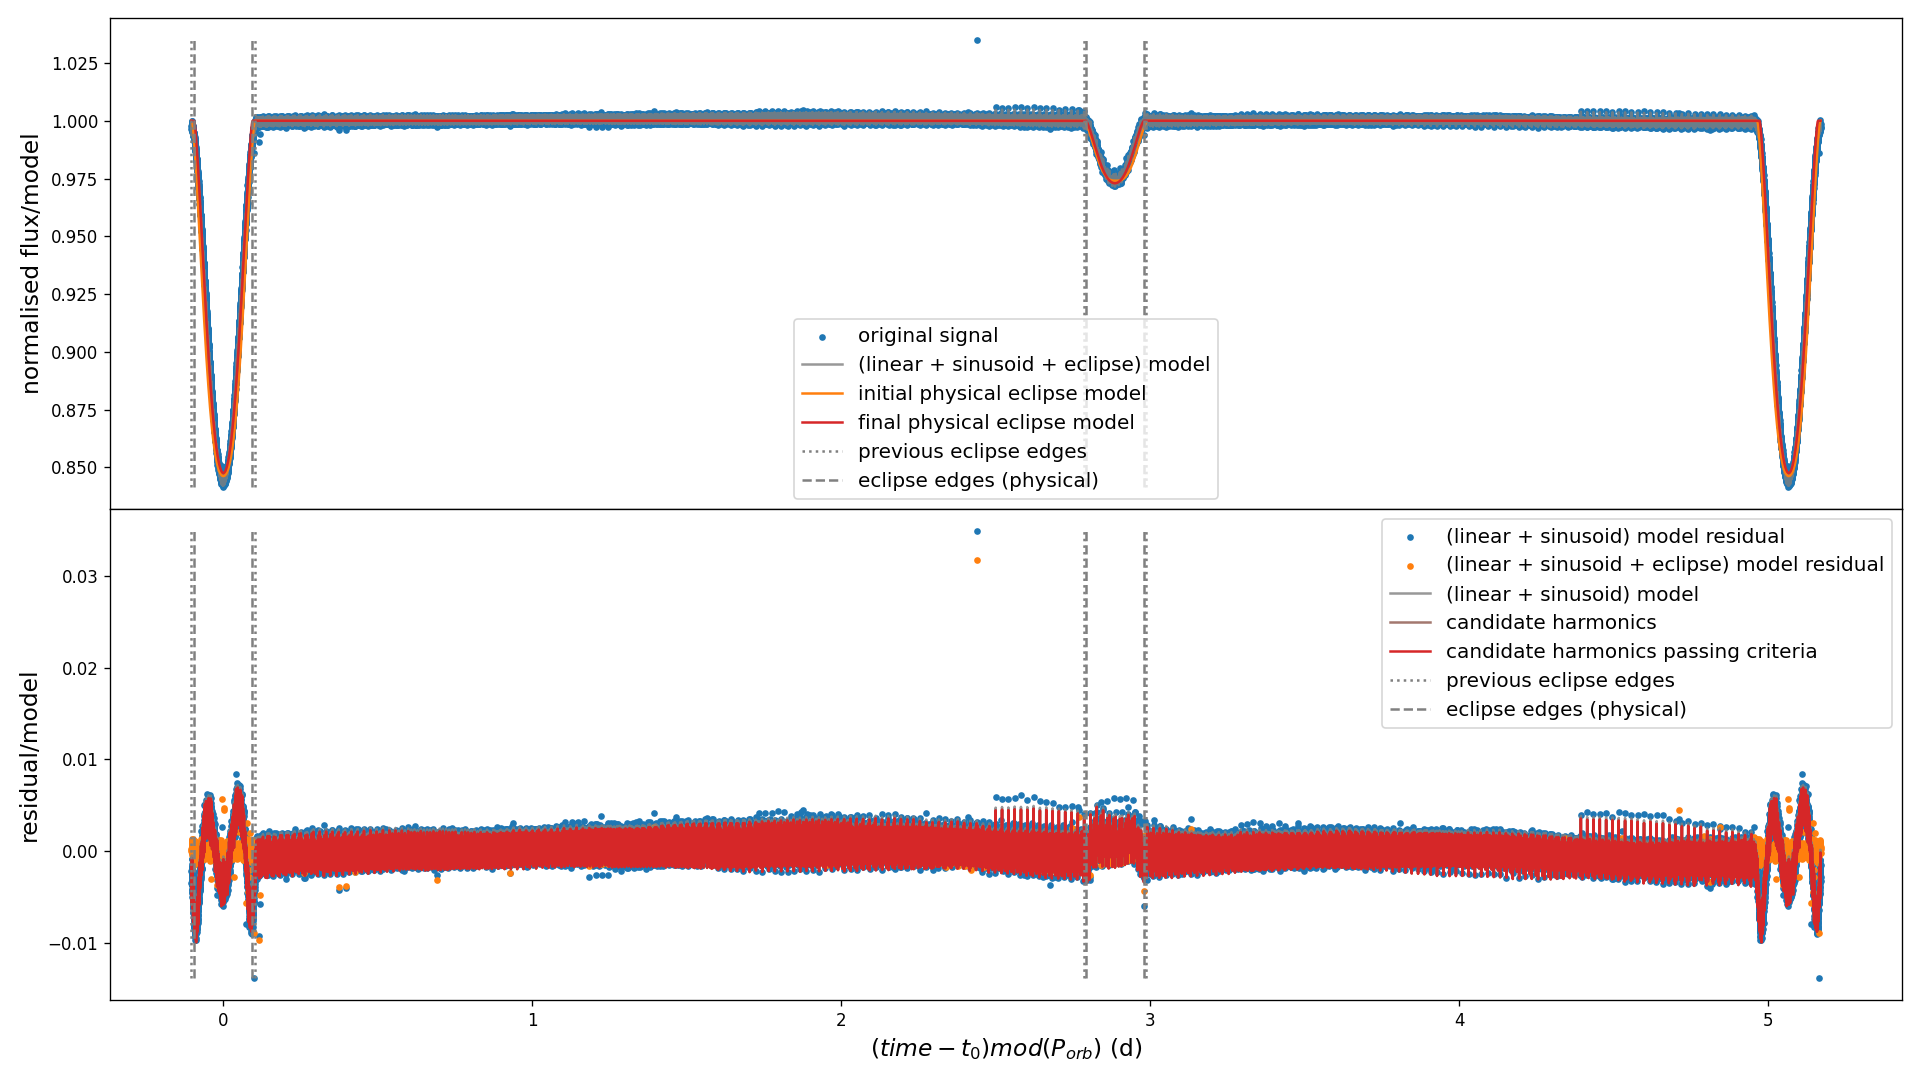 normalised flux/model
1.025
1.000
0.975
0.950
0.925
0.900
0.875
0.850
original signal
(linear + sinusoid + eclipse) model
initial physical eclipse model
final physical eclipse model
previous eclipse edges
eclipse edges (physical)
residual/model
0.03
0.02
0.01
0.00
−0.01
(linear + sinusoid) model residual
(linear + sinusoid + eclipse) model residual
(linear + sinusoid) model
candidate harmonics
candidate harmonics passing criteria
previous eclipse edges
eclipse edges (physical)
0 1 2 3 4 5
(time − t₀)mod(P_orb) (d)